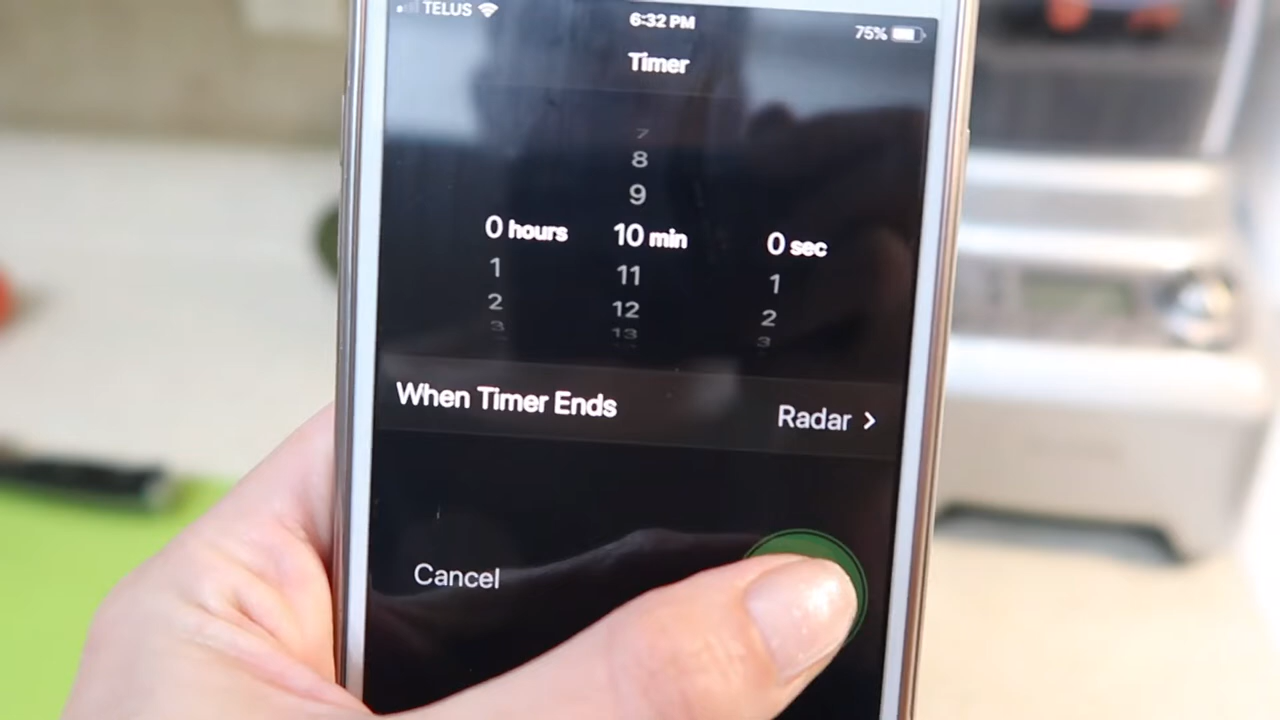 TELUS 6:32 PM 75%
Timer
7
8
9
0 hours 10 min 0 sec
1 11 1
2 12 2
3 13 3
When Timer Ends Radar >
Cancel